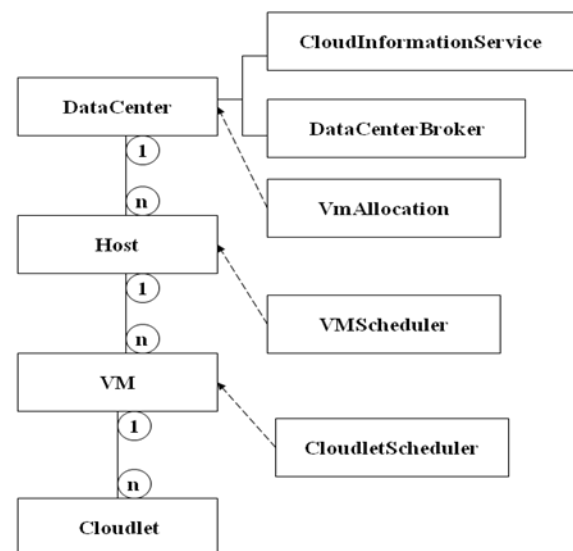 CloudInformationService
DataCenter
DataCenterBroker
1
VmAllocation
n
Host
1
VMScheduler
n
VM
1
CloudletScheduler
n
Cloudlet